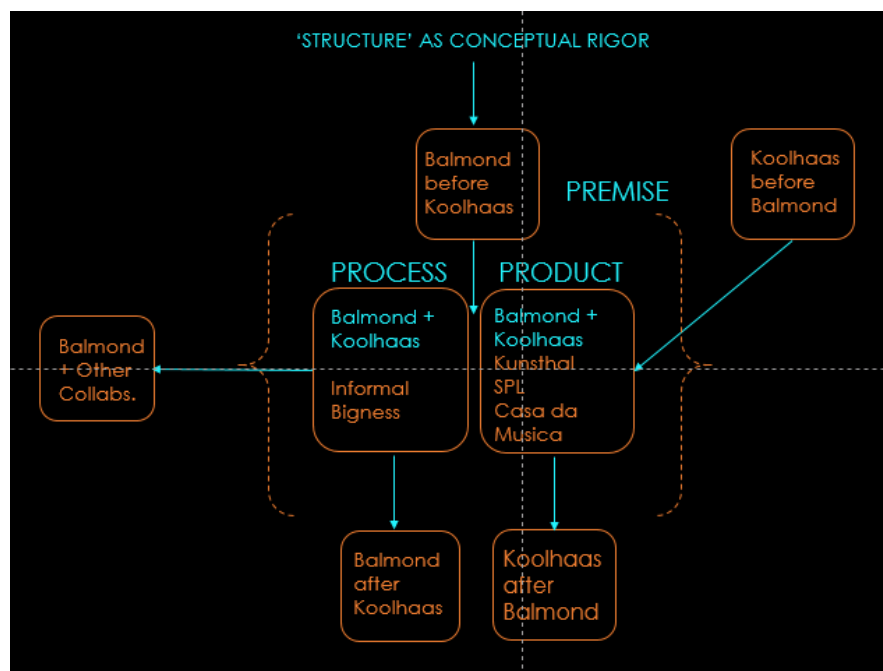 ‘STRUCTURE’ AS CONCEPTUAL RIGOR
Balmond
before
Koolhaas
PREMISE
Koolhaas
before
Balmond
PROCESS
PRODUCT
Balmond +
Koolhaas
Informal
Bigness
Balmond +
Koolhaas
Kunsthal
SPL
Casa da
Musica
Balmond
+ Other
Collabs.
Balmond
after
Koolhaas
Koolhaas
after
Balmond